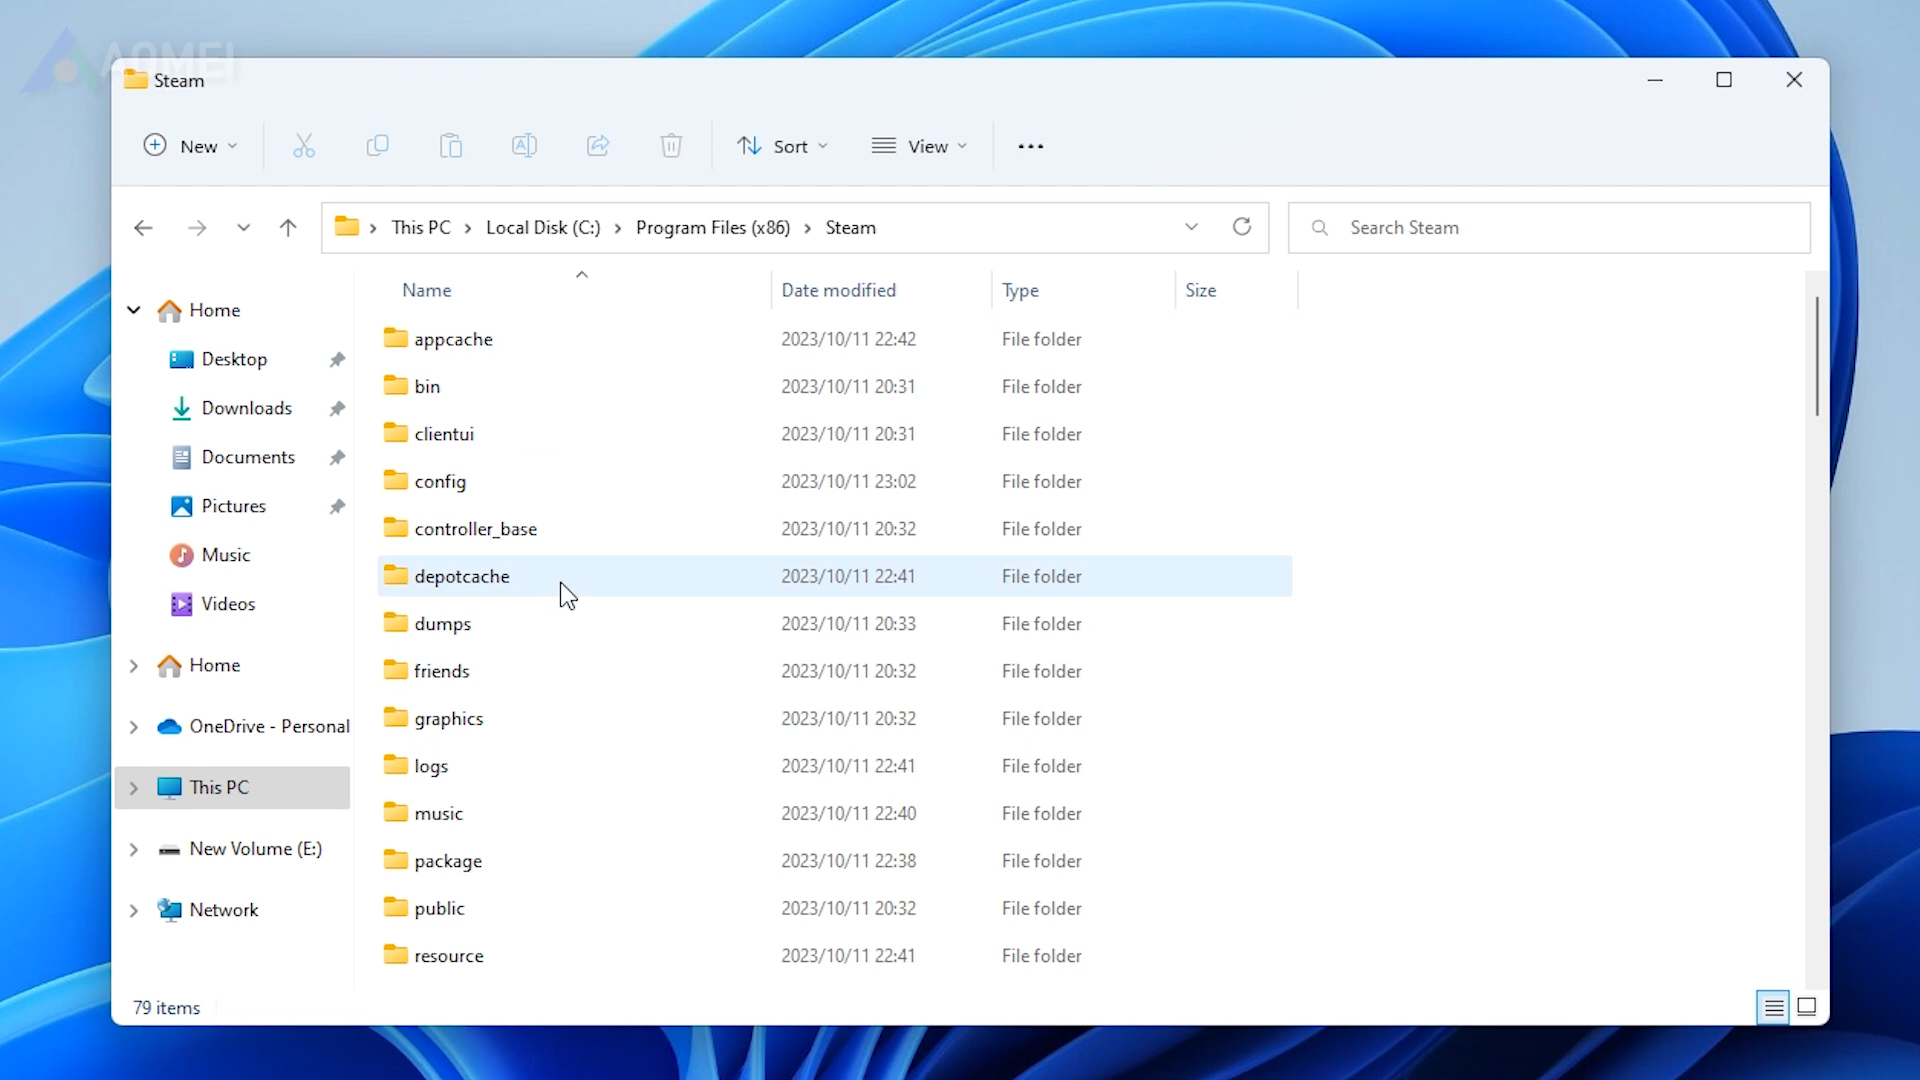 AOMEI
Steam
New
Sort
View
This PC > Local Disk (C:) > Program Files (x86) > Steam
Search Steam
Name Date modified Type Size
Home
Desktop
Downloads
Documents
Pictures
Music
Videos
Home
OneDrive - Personal
This PC
New Volume (E:)
Network
appcache 2023/10/11 22:42 File folder
bin 2023/10/11 20:31 File folder
clientui 2023/10/11 20:31 File folder
config 2023/10/11 23:02 File folder
controller_base 2023/10/11 20:32 File folder
depotcache 2023/10/11 22:41 File folder
dumps 2023/10/11 20:33 File folder
friends 2023/10/11 20:32 File folder
graphics 2023/10/11 20:32 File folder
logs 2023/10/11 22:41 File folder
music 2023/10/11 22:40 File folder
package 2023/10/11 22:38 File folder
public 2023/10/11 20:32 File folder
resource 2023/10/11 22:41 File folder
79 items